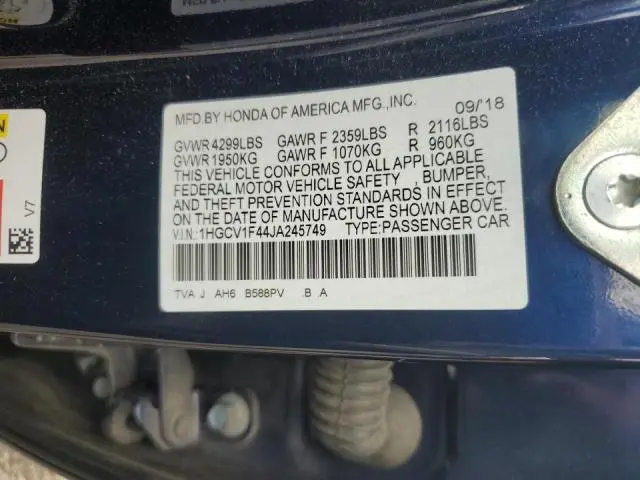 MFD.BY HONDA OF AMERICA MFG.,INC. 09/'18
GVWR 4299LBS GAWR F 2359LBS R 2116LBS
GVWR 1950KG GAWR F 1070KG R 960KG
THIS VEHICLE CONFORMS TO ALL APPLICABLE
FEDERAL MOTOR VEHICLE SAFETY , BUMPER,
AND THEFT PREVENTION STANDARDS IN EFFECT
ON THE DATE OF MANUFACTURE SHOWN ABOVE.
V.I.N.:1HGCV1F44JA245749 TYPE:PASSENGER CAR
TVA J AH6 B588PV .B .A
V7